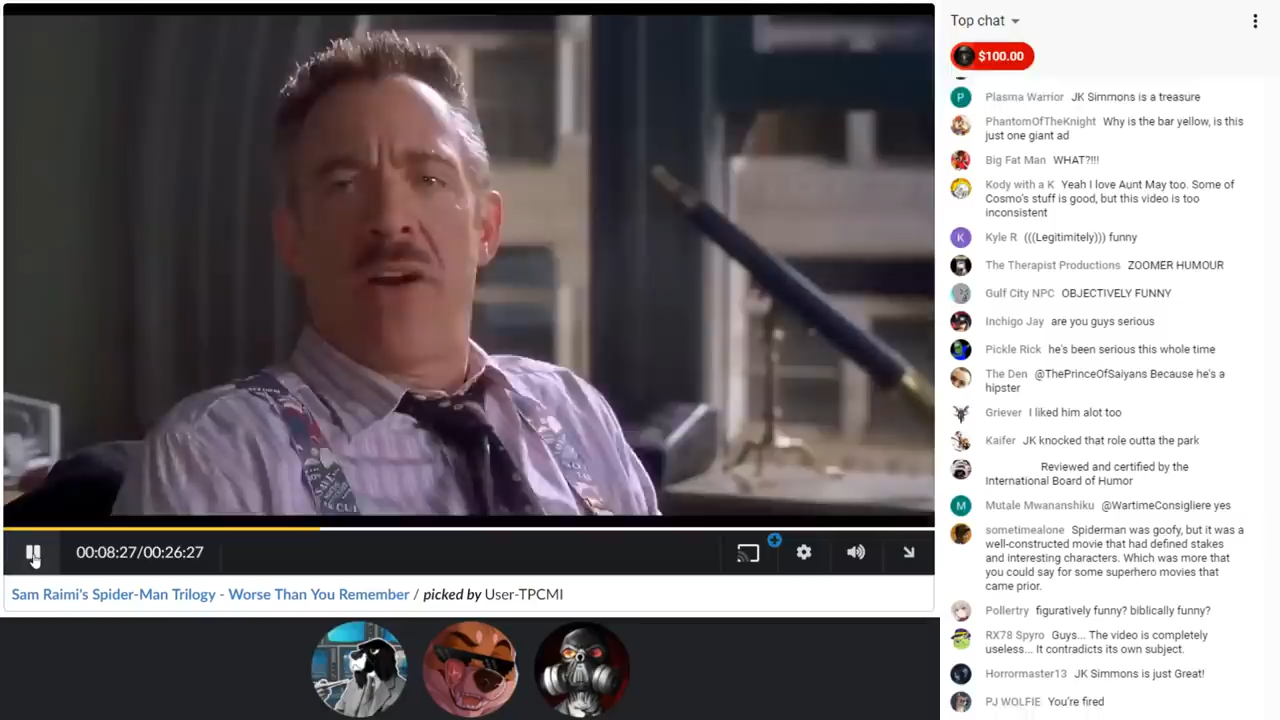 Top chat
$100.00
Plasma Warrior JK Simmons is a treasure
PhantomOfTheKnight Why is the bar yellow, is this
just one giant ad
Big Fat Man WHAT?!!!
Kody with a K Yeah I love Aunt May too. Some of
Cosmo's stuff is good, but this video is too
inconsistent
K
Kyle R (((Legitimitely))) funny
The Therapist Productions ZOOMER HUMOUR
Gulf City NPC OBJECTIVELY FUNNY
Inchigo Jay are you guys serious
Pickle Rick he's been serious this whole time
The Den @ThePrinceOfSaiyans Because he's a
hipster
Griever I liked him alot too
Kaifer JK knocked that role outta the park
Reviewed and certified by the
International Board of Humor
M
Mutale Mwananshiku @WartimeConsigliere yes
sometimealone Spiderman was goofy, but it was a
well-constructed movie that had defined stakes
and interesting characters. Which was more that
you could say for some superhero movies that
came prior.
Pollertry figuratively funny? biblically funny?
RX78 Spyro Guys... The video is completely
useless... It contradicts its own subject.
Horrormaster13 JK Simmons is just Great!
PJ WOLFIE You're fired
P
00:08:27/00:26:27
Sam Raimi's Spider-Man Trilogy - Worse Than You Remember / picked by User-TPCMI